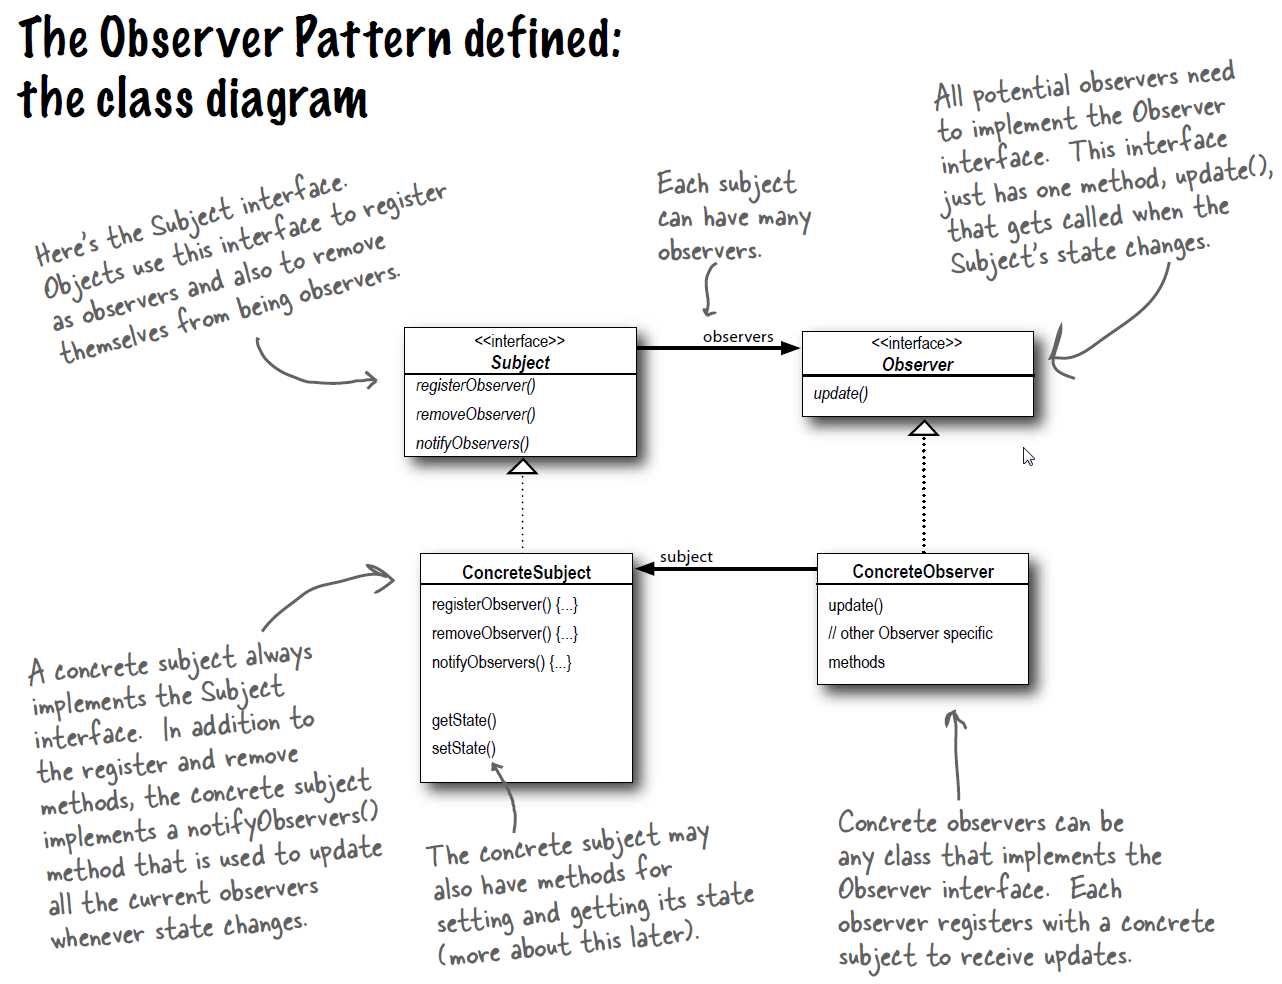 The Observer Pattern defined:
the class diagram
Here's the Subject interface.
Objects use this interface to register
as observers and also to remove
themselves from being observers.
Each subject
can have many
observers.
All potential observers need
to implement the Observer
interface. This interface
just has one method, update(),
that gets called when the
Subject's state changes.
<<interface>>
Subject
registerObserver()
removeObserver()
notifyObservers()
observers
<<interface>>
Observer
update()
ConcreteSubject
registerObserver() {...}
removeObserver() {...}
notifyObservers() {...}
getState()
setState()
subject
ConcreteObserver
update()
// other Observer specific
methods
A concrete subject always
implements the Subject
interface. In addition to
the register and remove
methods, the concrete subject
implements a notifyObservers()
method that is used to update
all the current observers
whenever state changes.
The concrete subject may
also have methods for
setting and getting its state
(more about this later).
Concrete observers can be
any class that implements the
Observer interface. Each
observer registers with a concrete
subject to receive updates.